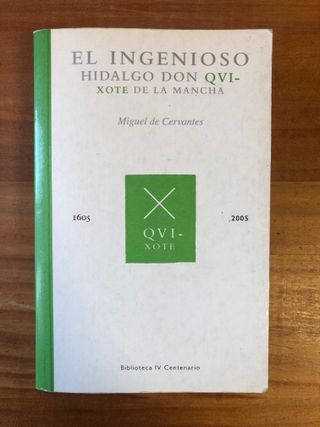 EL INGENIOSO
HIDALGO DON QVI-
XOTE DE LA MANCHA
Miguel de Cervantes
1605
2005
QVI-
XOTE
Biblioteca IV Centenario